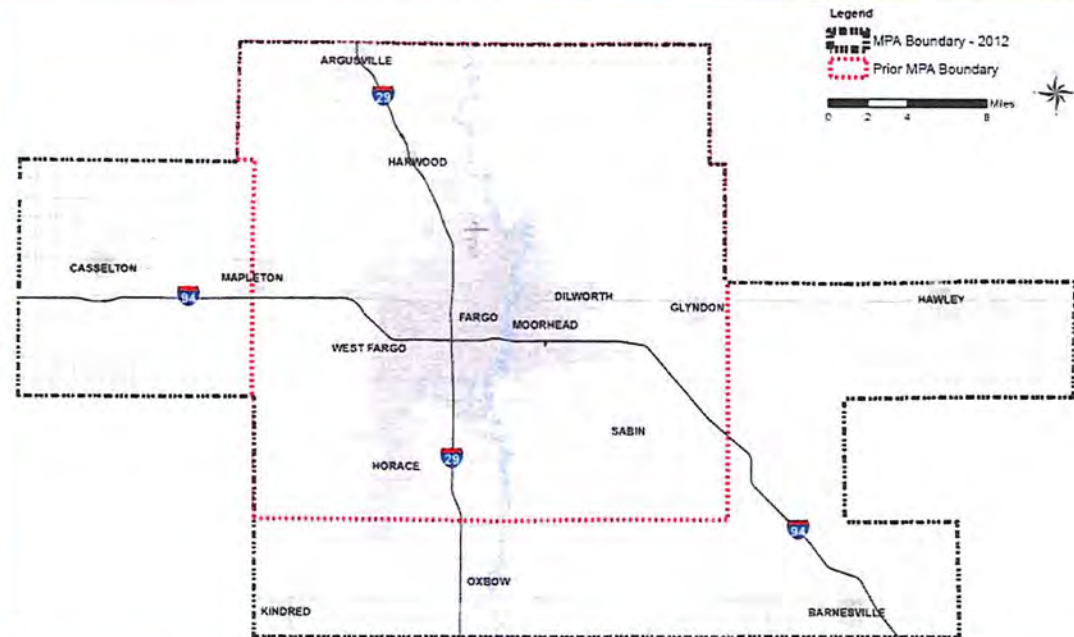 Legend
MPA Boundary - 2012
Prior MPA Boundary
Miles
0 2 4 8
ARGUSVILLE
29
HARWOOD
CASSELTON
MAPLETON
94
DILWORTH
GLYNDON
HAWLEY
FARGO
MOORHEAD
WEST FARGO
SABIN
HORACE
29
94
OXBOW
KINDRED
BARNESVILLE